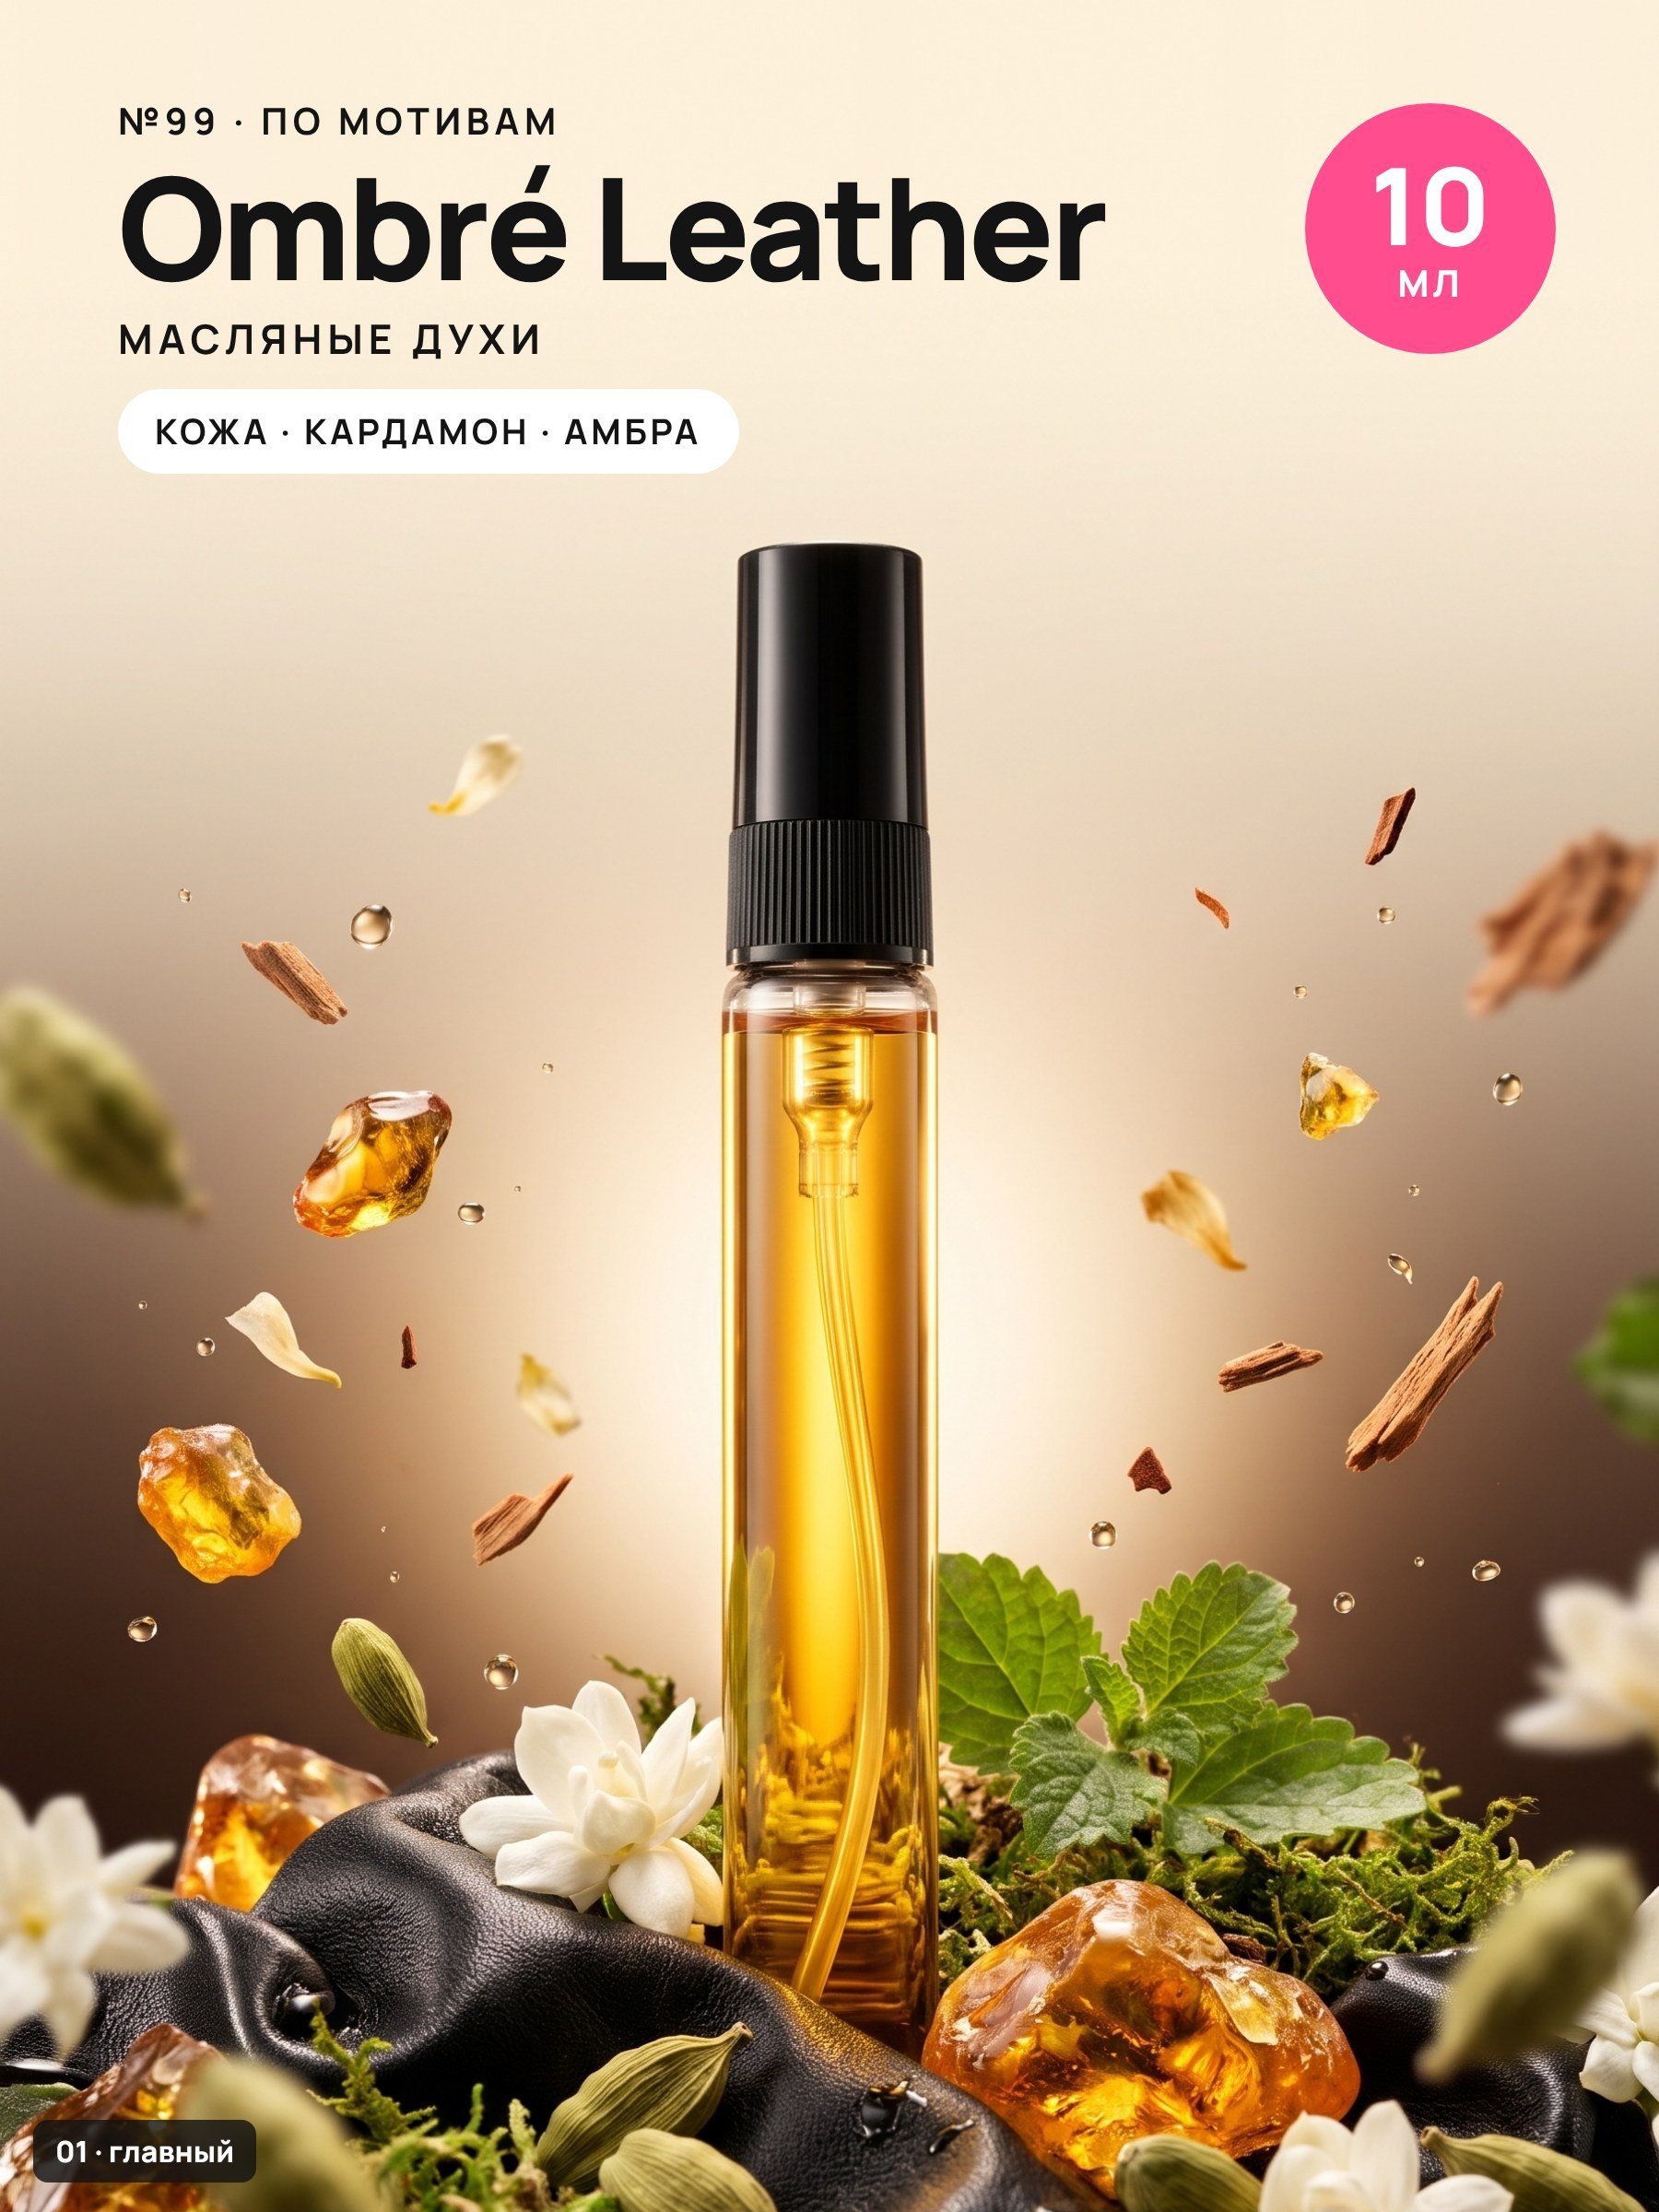 №99 · ПО МОТИВАМ
Ombré Leather
МАСЛЯНЫЕ ДУХИ
КОЖА · КАРДАМОН · АМБРА
10
МЛ
01 · главный